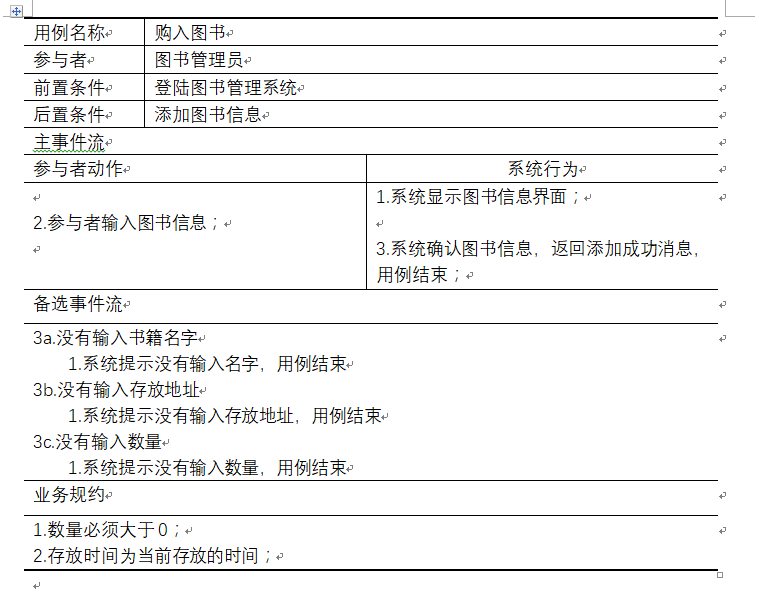 用例名称 购入图书
参与者 图书管理员
前置条件 登陆图书管理系统
后置条件 添加图书信息
主事件流
参与者动作 系统行为
1.系统显示图书信息界面；
2.参与者输入图书信息；
3.系统确认图书信息，返回添加成功消息，
用例结束；
备选事件流
3a.没有输入书籍名字
1.系统提示没有输入名字，用例结束
3b.没有输入存放地址
1.系统提示没有输入存放地址，用例结束
3c.没有输入数量
1.系统提示没有输入数量，用例结束
业务规约
1.数量必须大于0；
2.存放时间为当前存放的时间；